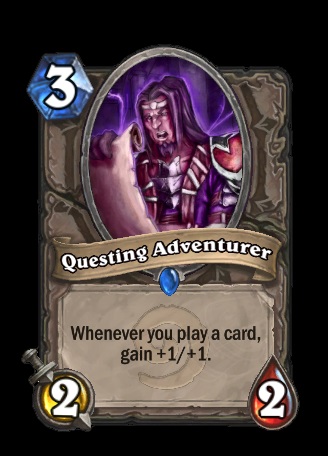 3
Questing Adventurer
Whenever you play a card,
gain +1/+1.
2
2